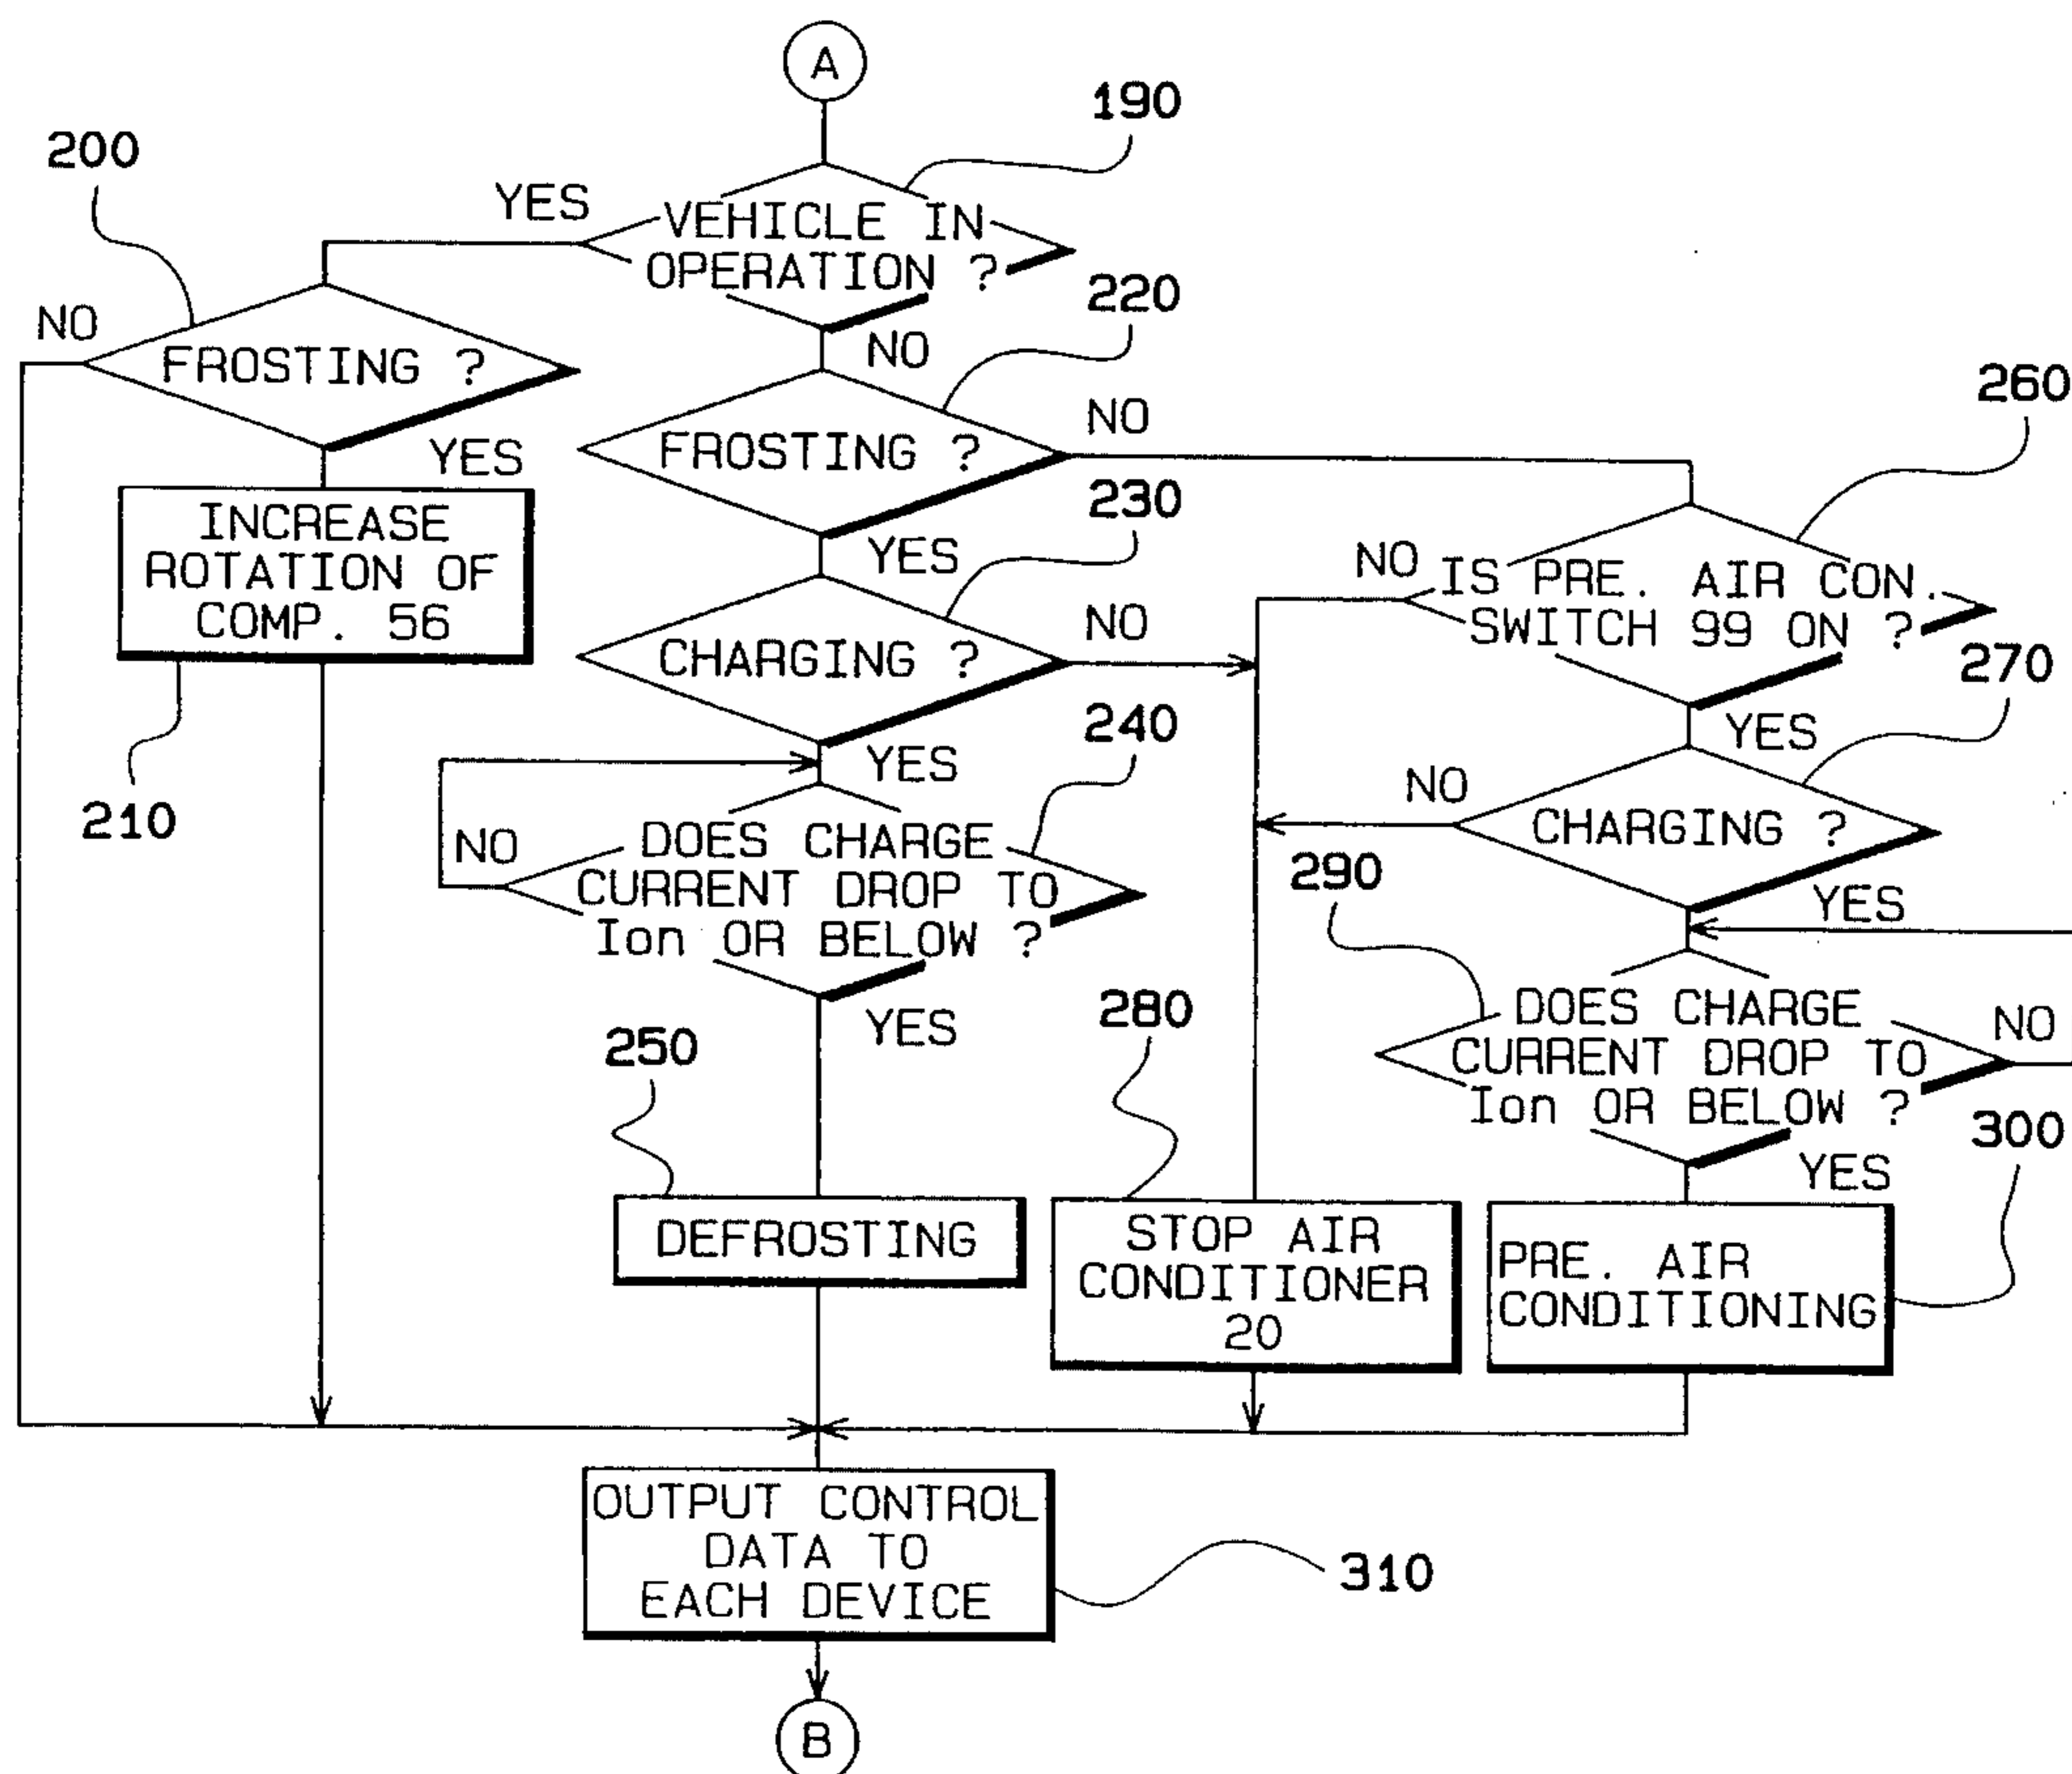 A
190
200
YES
VEHICLE IN
OPERATION ?
220
NO
NO
FROSTING ?
260
NO
FROSTING ?
YES
230
INCREASE
ROTATION OF
COMP. 56
YES
NO
IS PRE. AIR CON.
SWITCH 99 ON ?
NO
CHARGING ?
270
240
YES
YES
210
NO
CHARGING ?
NO
DOES CHARGE
CURRENT DROP TO
Ion OR BELOW ?
290
YES
280
YES
250
DOES CHARGE
CURRENT DROP TO
Ion OR BELOW ?
NO
300
YES
DEFROSTING
STOP AIR
CONDITIONER
20
PRE. AIR
CONDITIONING
OUTPUT CONTROL
DATA TO
EACH DEVICE
310
B